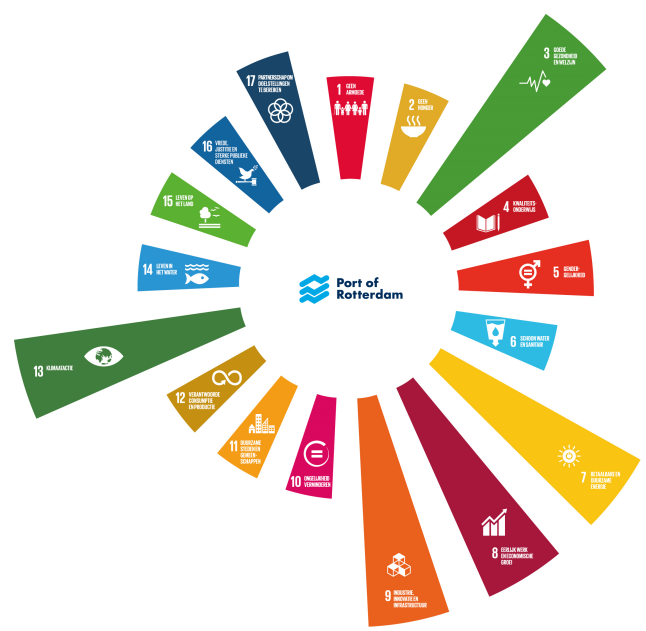 1 GEEN
ARMOEDE
2 GEEN
HONGER
3 GOEDE
GEZONDHEID
EN WELZIJN
4 KWALITEITS-
ONDERWIJS
5 GENDER-
GELIJKHEID
6 SCHOON WATER
EN SANITAIR
7 BETAALBARE EN
DUURZAME
ENERGIE
8 EERLIJK WERK
EN ECONOMISCHE
GROEI
9 INDUSTRIE,
INNOVATIE EN
INFRASTRUCTUUR
10 ONGELIJKHEID
VERMINDEREN
11 DUURZAME
STEDEN EN
GEMEEN-
SCHAPPEN
12 VERANTWOORDE
CONSUMPTIE
EN PRODUCTIE
13 KLIMAATACTIE
14 LEVEN IN
HET WATER
15 LEVEN OP
HET LAND
16 VREDE,
JUSTITIE EN
STERKE PUBLIEKE
DIENSTEN
17 PARTNERSCHAP OM
DOELSTELLINGEN
TE BEREIKEN
Port of
Rotterdam